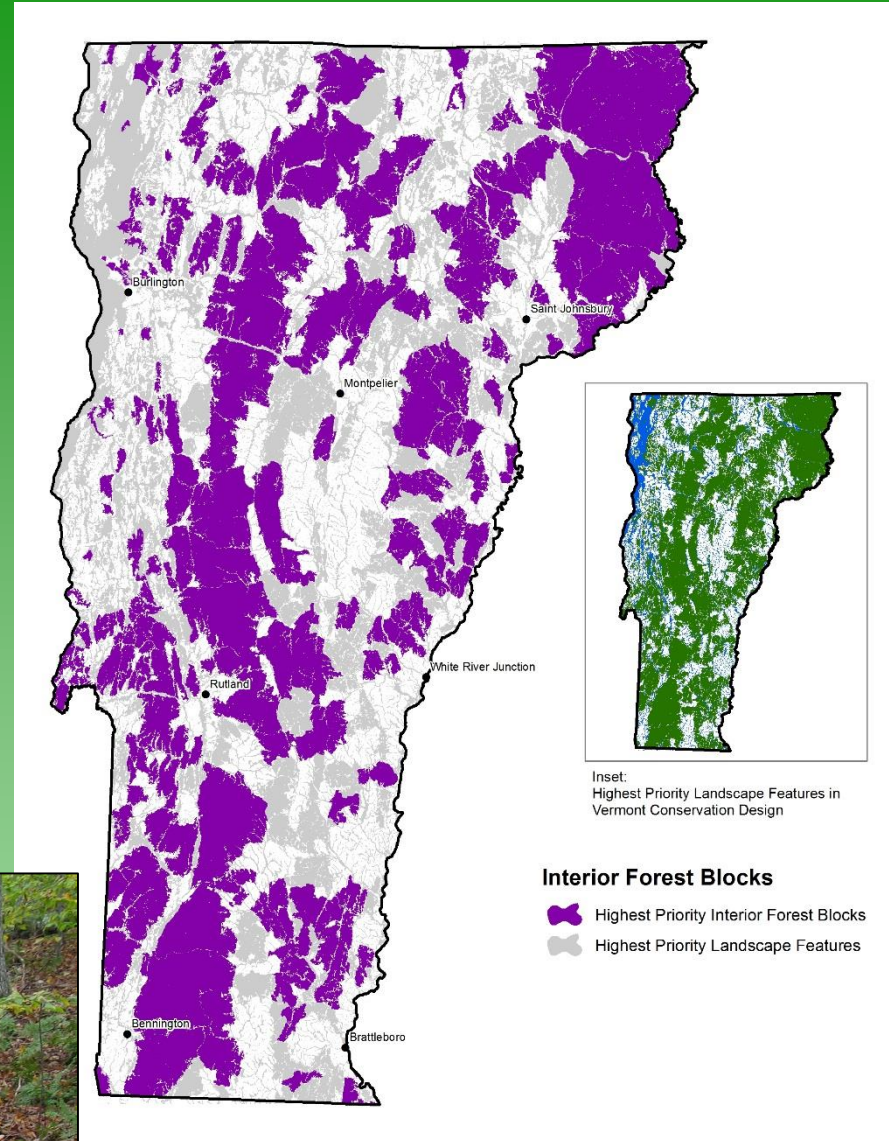 Burlington
Saint Johnsbury
Montpelier
White River Junction
Rutland
Bennington
Brattleboro
Inset:
Highest Priority Landscape Features in
Vermont Conservation Design
Interior Forest Blocks
Highest Priority Interior Forest Blocks
Highest Priority Landscape Features